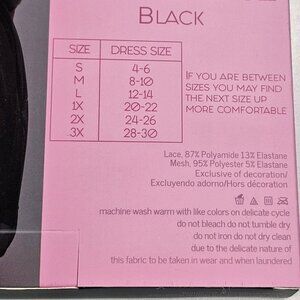 BLACK
SIZE DRESS SIZE
S 4-6
M 8-10
L 12-14
1X 20-22
2X 24-26
3X 28-30
IF YOU ARE BETWEEN
SIZES YOU MAY FIND
THE NEXT SIZE UP
MORE COMFORTABLE
Lace, 87% Polyamide 13% Elastane
Mesh, 95% Polyester 5% Elastane
Exclusive of decoration/
Excluyendo adorno/Hors décoration
machine wash warm with like colors on delicate cycle
do not bleach do not tumble dry
do not iron do not dry clean
due to the delicate nature of
this fabric to be taken in wear and when laundered